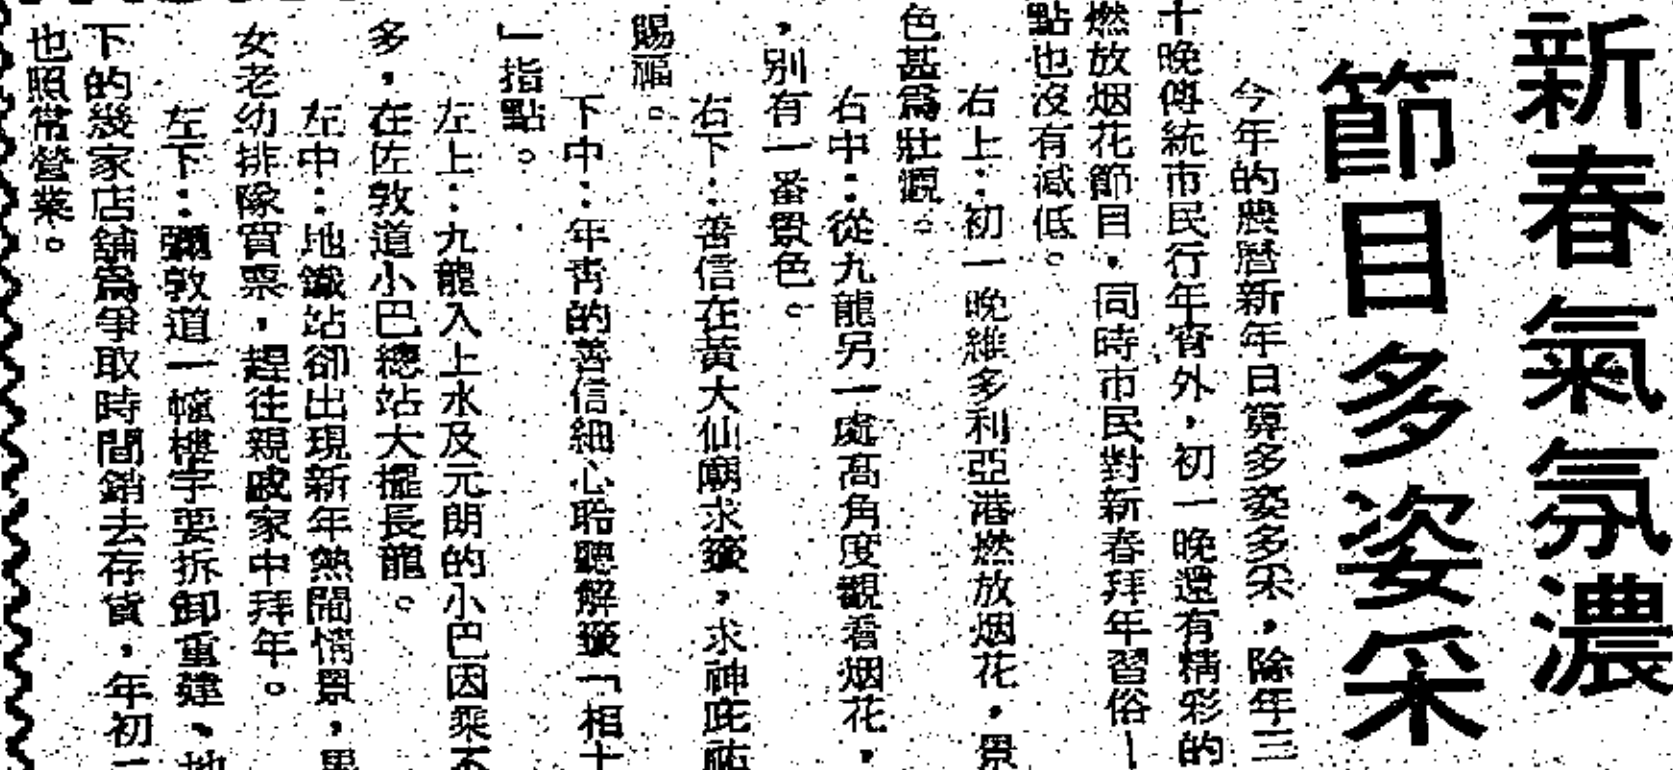 新春氣氛濃
節目多姿采
今年的農曆新年日算多姿多采，除年三
十晚傳統市民行年宵外，初一晚還有精彩的
燃放烟花節目，同時市民對新春拜年習俗一
點也沒有减低。
右上：初一晚維多利亞港燃放烟花，景
色甚爲壯觀。
右中：從九龍另一處高角度觀看烟花，
，別有一番景色。
右下：善信在黃大仙廟求籤，求神庇祐
賜福。
下中：年靑的善信細心聆聽解籤「相士
」指點。
左上：九龍入上水及元朗的小巴因乘不
多，在佐敦道小巴總站大擺長龍。
左中：地鐵站卻出現新年熱鬧情景，男
女老幼排隊買票，趕往親戚家中拜年。
左下：彌敦道一幢樓宇要拆卸重建，地
下的幾家店舖爲爭取時間銷去存貨，年初二
也照常營業。